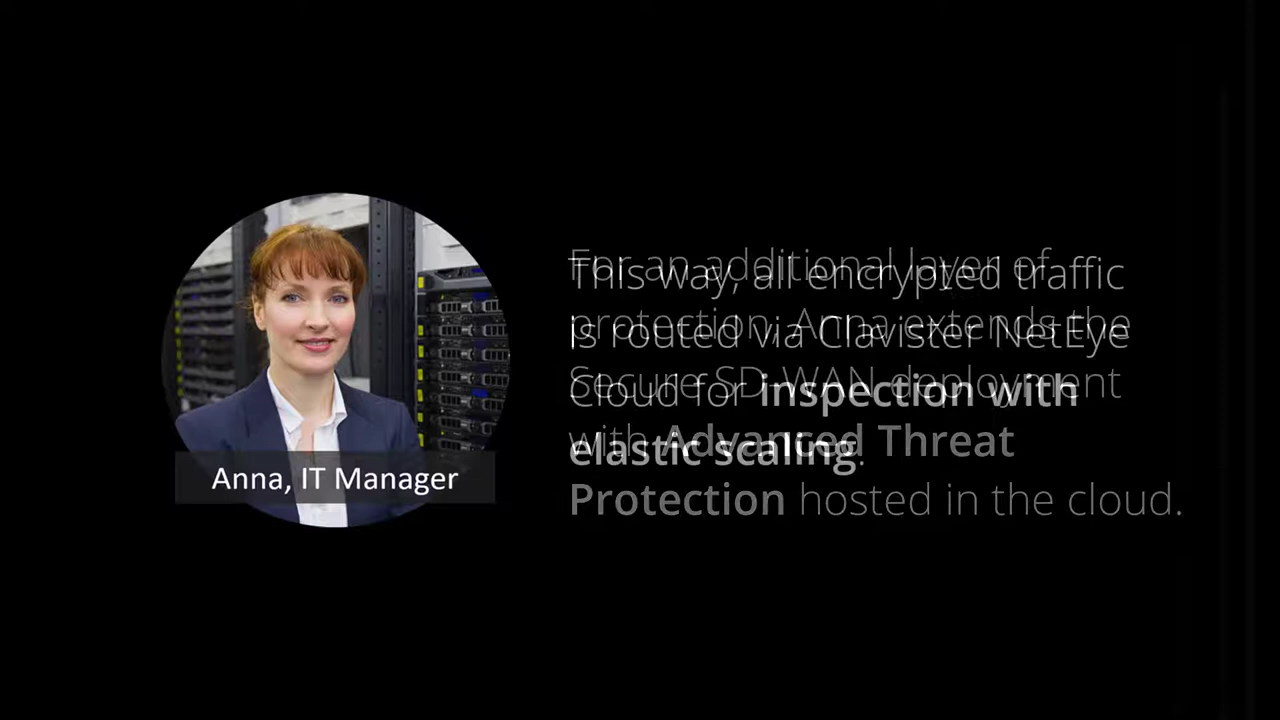 Anna, IT Manager
For an additional layer of
protection, Anna extends the
Secure SD-WAN deployment
with Advanced Threat
Protection hosted in the cloud.
This way, all encrypted traffic
is routed via Clavister NetEye
Cloud for inspection with
elastic scaling.